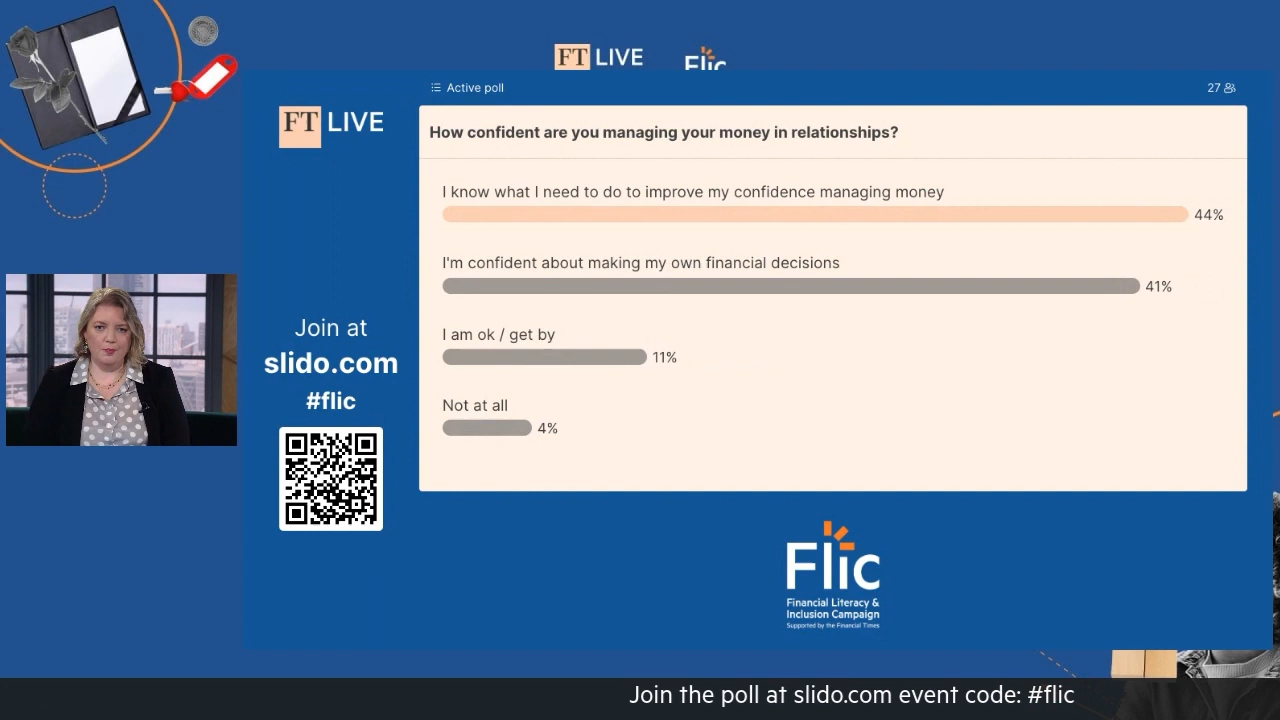 FT LIVE
Flic
Active poll
27
FT LIVE
How confident are you managing your money in relationships?
I know what I need to do to improve my confidence managing money
44%
I'm confident about making my own financial decisions
41%
I am ok / get by
11%
Not at all
4%
Join at
slido.com
#flic
Flic
Financial Literacy &
Inclusion Campaign
Supported by the Financial Times
Join the poll at slido.com event code: #flic